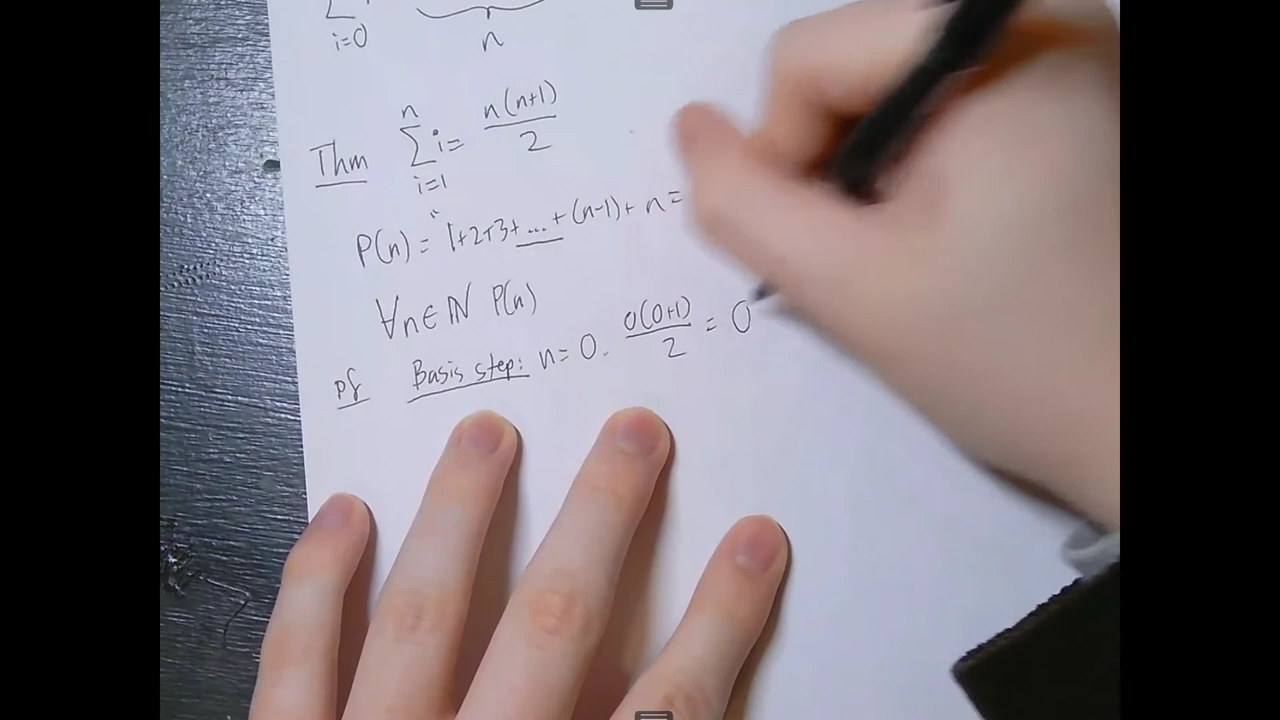 i=0 n
Thm n ∑ i=1 i = n(n+1) / 2
P(n) = "1+2+3+ ... + (n-1) + n =
∀n∈ℕ P(n)
pf Basis step: n=0. 0(0+1) / 2 = 0